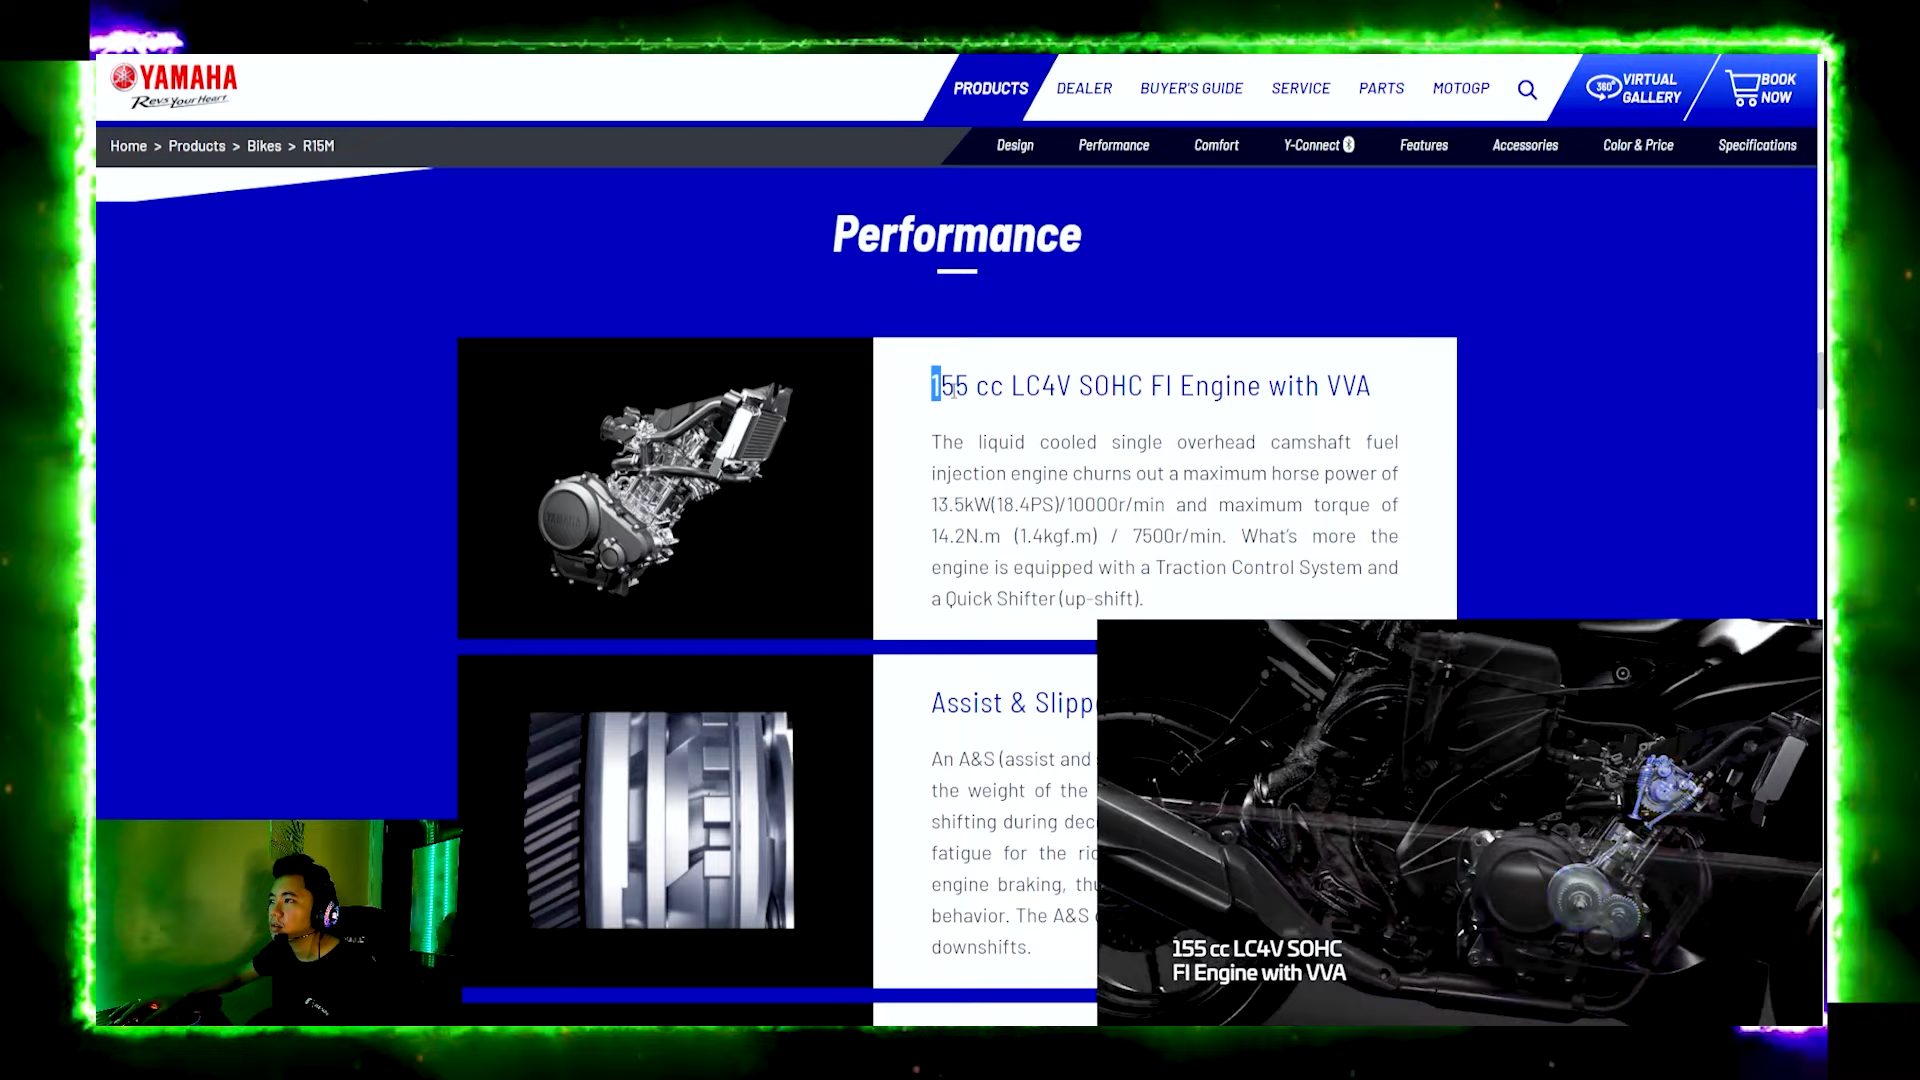 YAMAHA
Revs Your Heart
PRODUCTS
DEALER
BUYER'S GUIDE
SERVICE
PARTS
MOTOGP
360°
VIRTUAL
GALLERY
BOOK
NOW
Home > Products > Bikes > R15M
Design
Performance
Comfort
Y-Connect
Features
Accessories
Color & Price
Specifications
Performance
155 cc LC4V SOHC FI Engine with VVA
The liquid cooled single overhead camshaft fuel
injection engine churns out a maximum horse power of
13.5kW(18.4PS)/10000r/min and maximum torque of
14.2N.m (1.4kgf.m) / 7500r/min. What's more the
engine is equipped with a Traction Control System and
a Quick Shifter (up-shift).
Assist & Slipp
An A&S (assist and
the weight of the
shifting during dec
fatigue for the ri
engine braking, thu
behavior. The A&S
downshifts.
155 cc LC4V SOHC
FI Engine with VVA